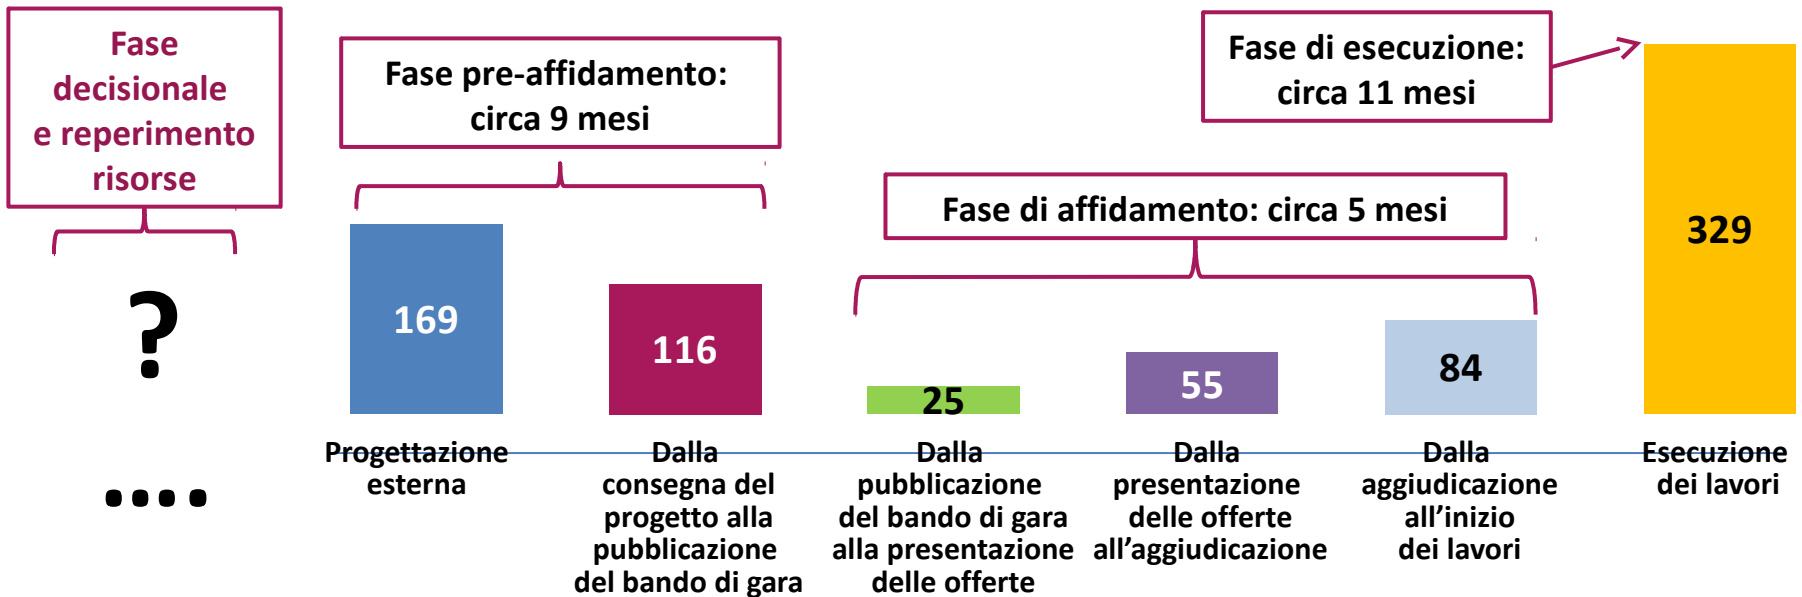 Fase
decisionale
e reperimento
risorse
?
....
Fase pre-affidamento:
circa 9 mesi
Fase di affidamento: circa 5 mesi
Fase di esecuzione:
circa 11 mesi
169
116
25
55
84
329
Progettazione
esterna
Dalla
consegna del
progetto alla
pubblicazione
del bando di gara
Dalla
pubblicazione
del bando di gara
alla presentazione
delle offerte
Dalla
presentazione
delle offerte
all’aggiudicazione
Dalla
aggiudicazione
all’inizio
dei lavori
Esecuzione
dei lavori